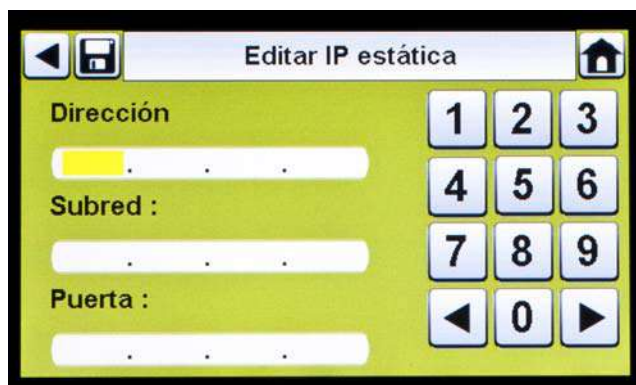 Editar IP estática
Dirección
. . .
Subred :
. . .
Puerta :
. . .
1 2 3
4 5 6
7 8 9
0